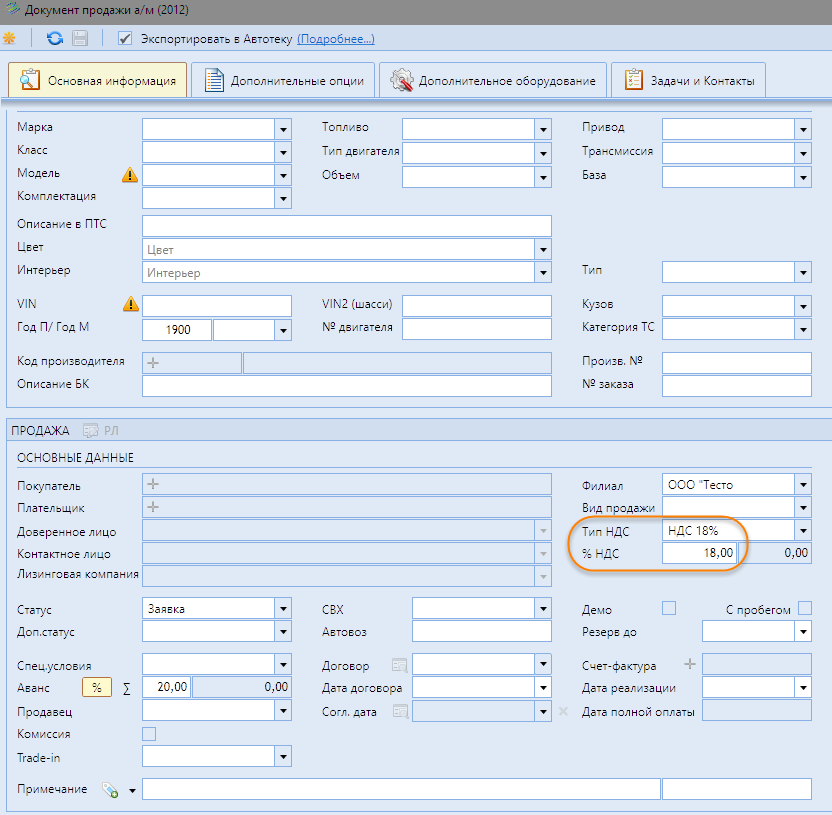 Документ продажи а/м (2012)
Экспортировать в Автотеку (Подробнее...)
Основная информация Дополнительные опции Дополнительное оборудование Задачи и Контакты
Марка Топливо Привод
Класс Тип двигателя Трансмиссия
Модель Объем База
Комплектация
Описание в ПТС
Цвет Цвет
Интерьер Интерьер Тип
VIN VIN2 (шасси) Кузов
Год П/ Год М 1900 № двигателя Категория ТС
Код производителя Произв. №
Описание БК № заказа
ПРОДАЖА РЛ
ОСНОВНЫЕ ДАННЫЕ
Покупатель Филиал ООО "Тесто
Плательщик Вид продажи
Доверенное лицо Тип НДС НДС 18%
Контактное лицо % НДС 18,00 0,00
Лизинговая компания
Статус Заявка СВХ Демо С пробегом
Доп.статус Автовоз Резерв до
Спец.условия Договор Счет-фактура
Аванс % Σ 20,00 0,00 Дата договора Дата реализации
Продавец Согл. дата Дата полной оплаты
Комиссия
Trade-in
Примечание